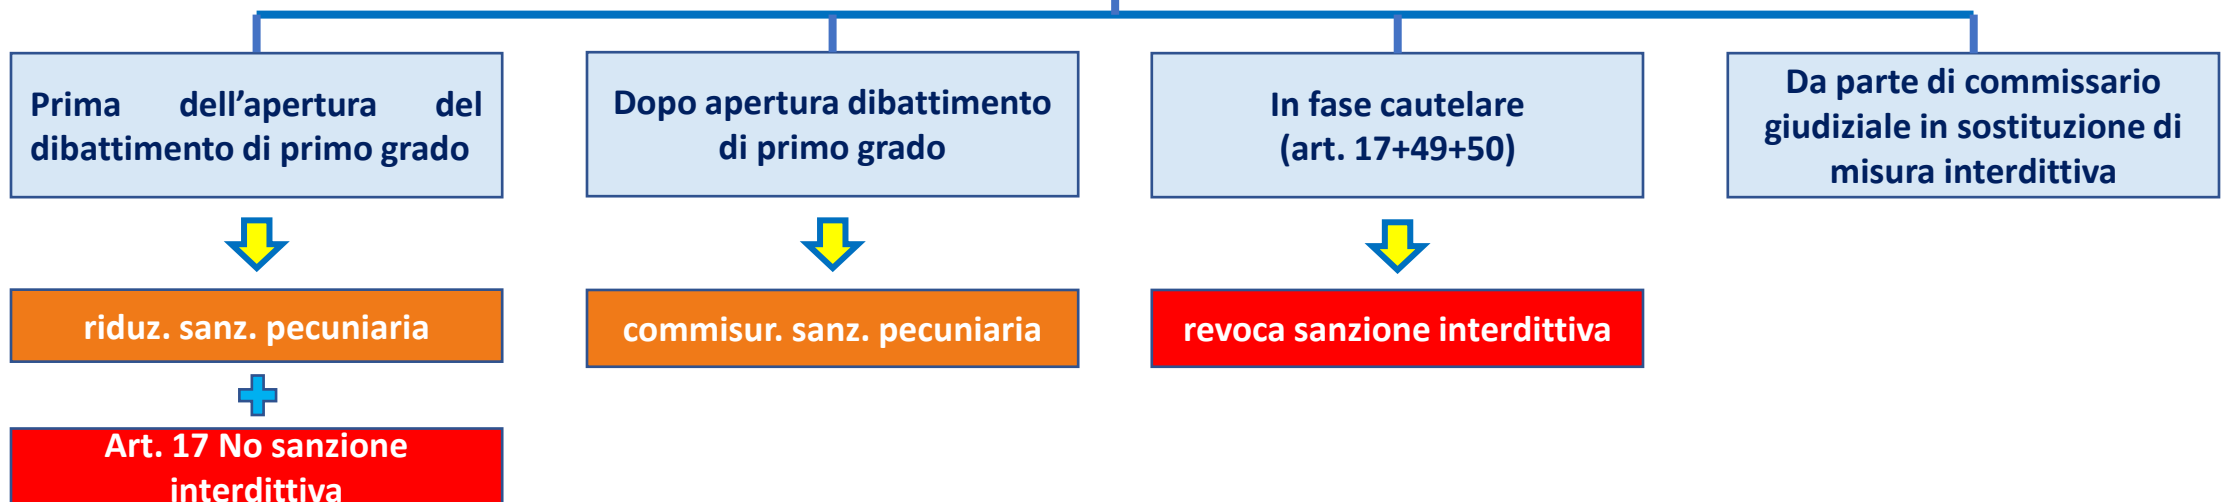 Prima dell’apertura del
dibattimento di primo grado
Dopo apertura dibattimento
di primo grado
In fase cautelare
(art. 17+49+50)
Da parte di commissario
giudiziale in sostituzione di
misura interdittiva
riduz. sanz. pecuniaria
commisur. sanz. pecuniaria
revoca sanzione interdittiva
Art. 17 No sanzione
interdittiva